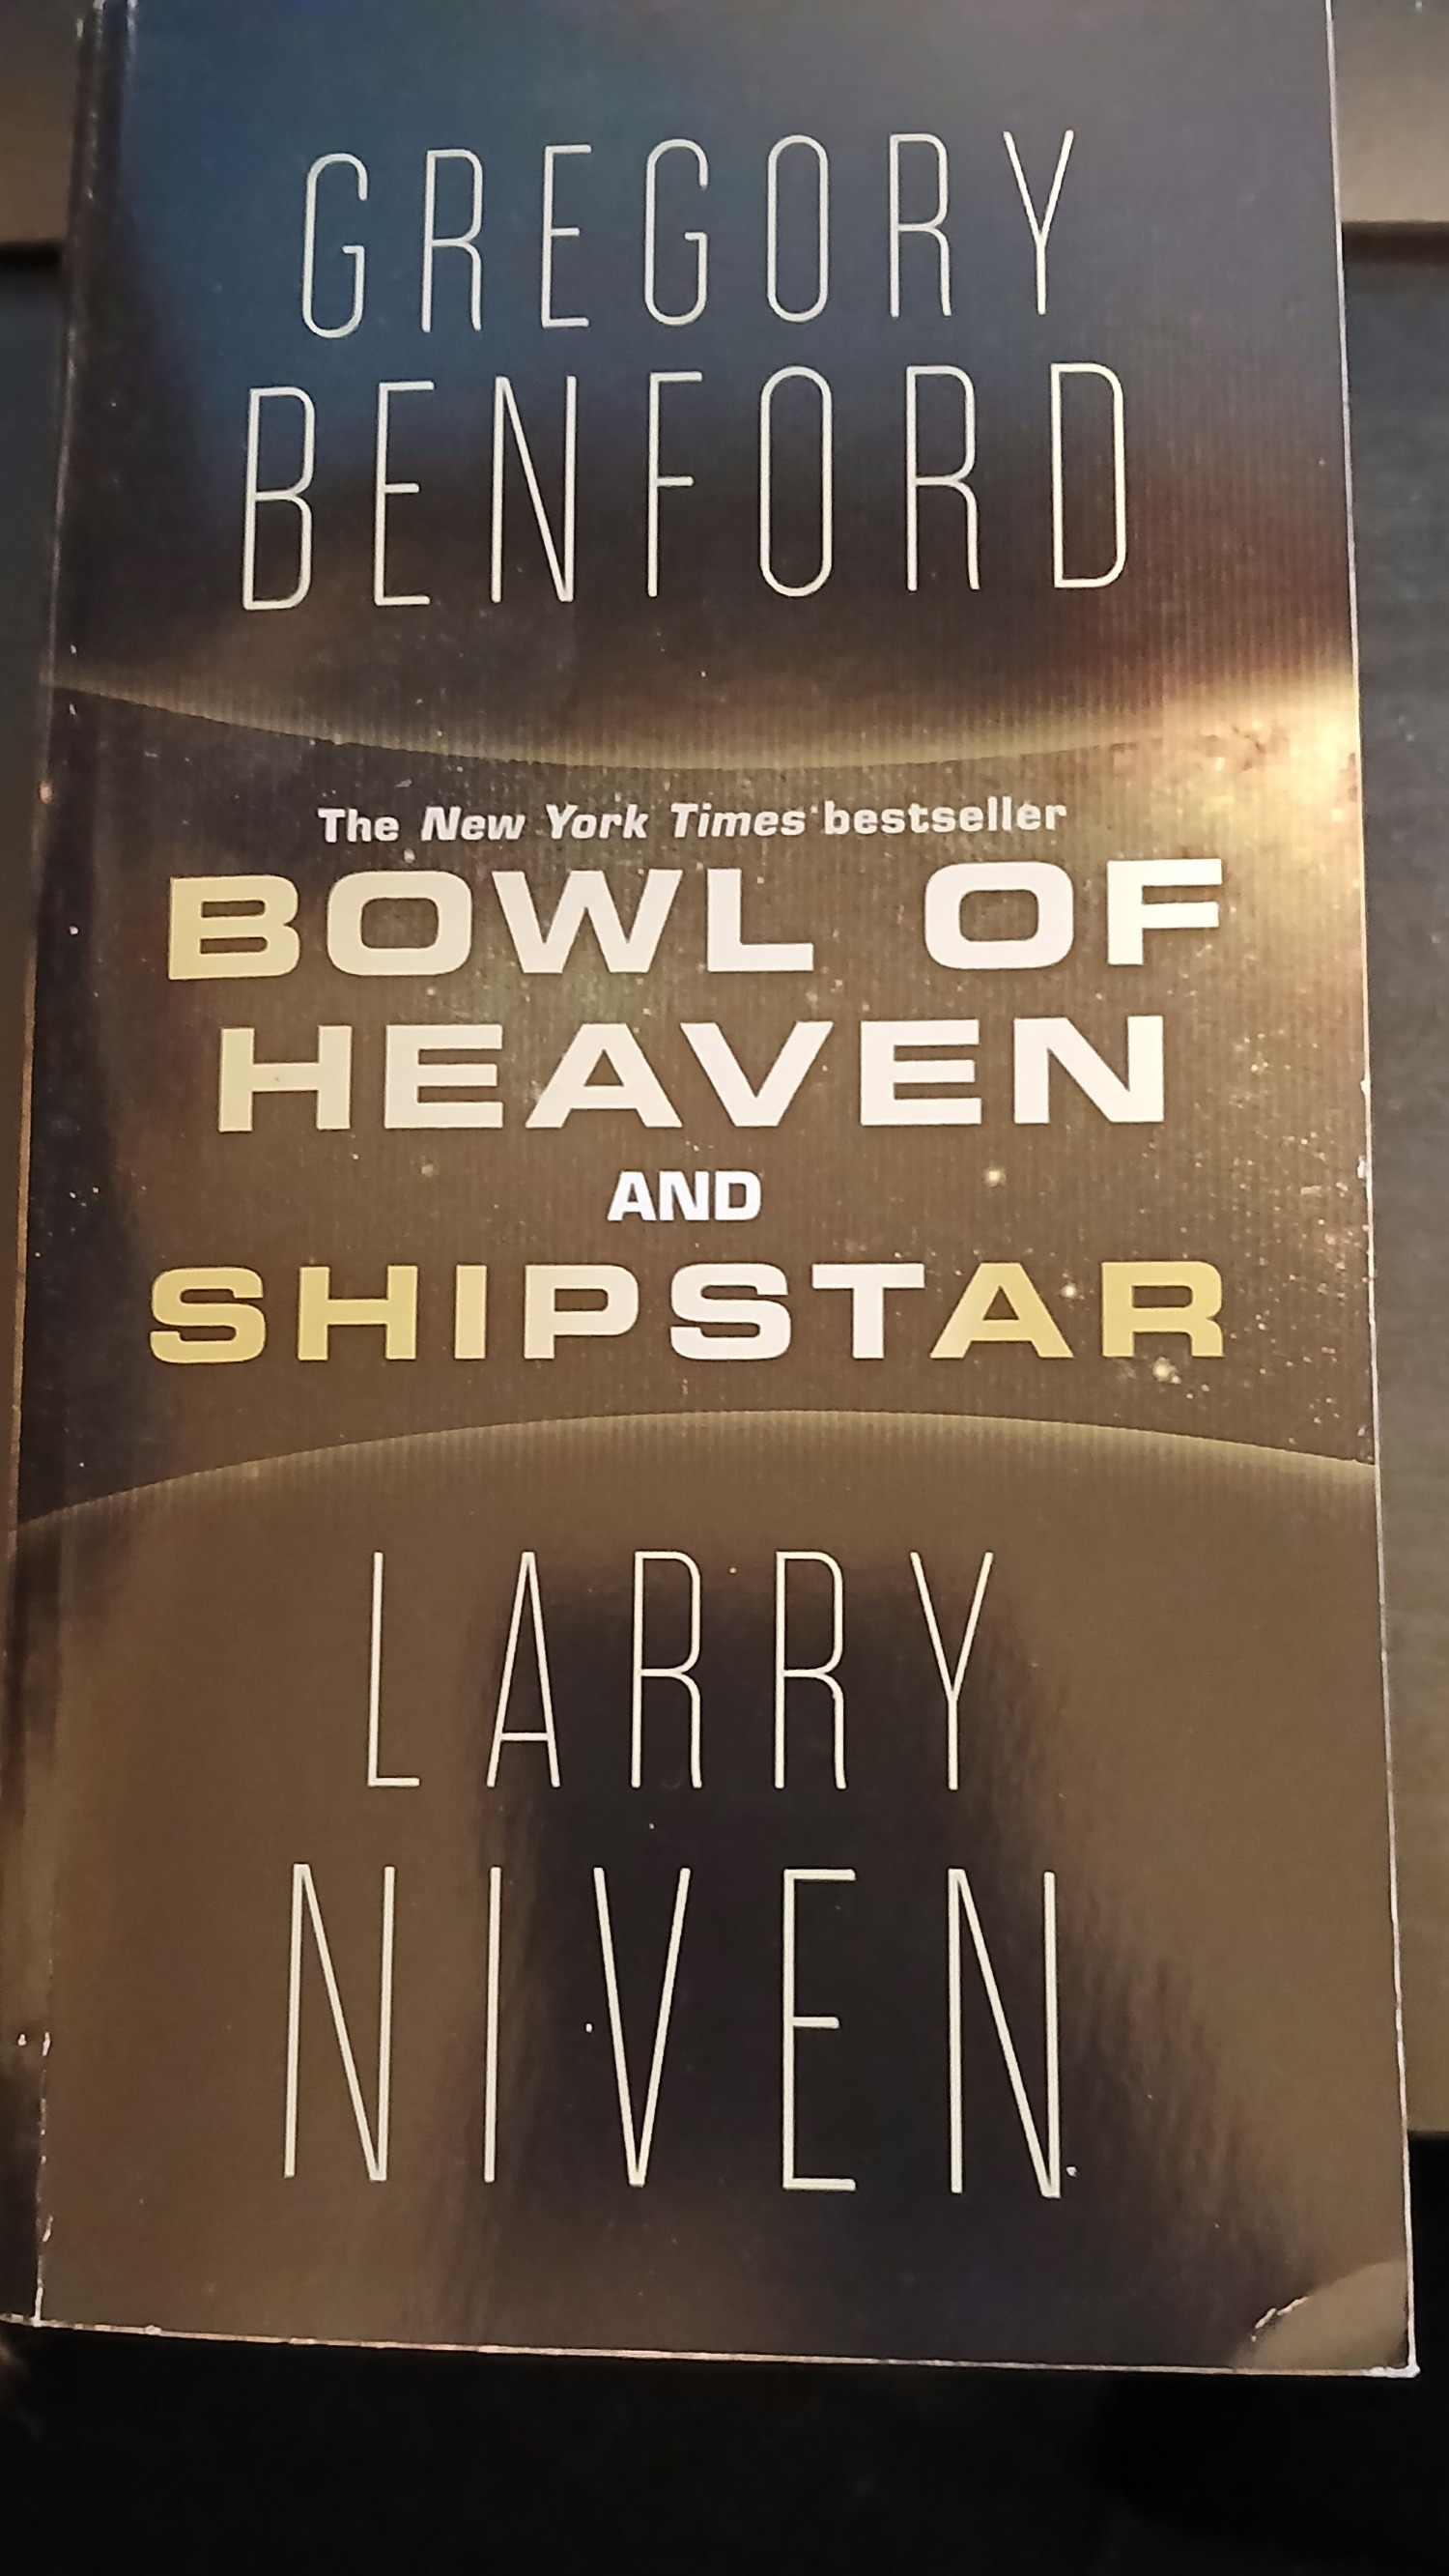 GREGORY
BENFORD
The New York Times bestseller
BOWL OF
HEAVEN
AND
SHIPSTAR
LARRY
NIVEN